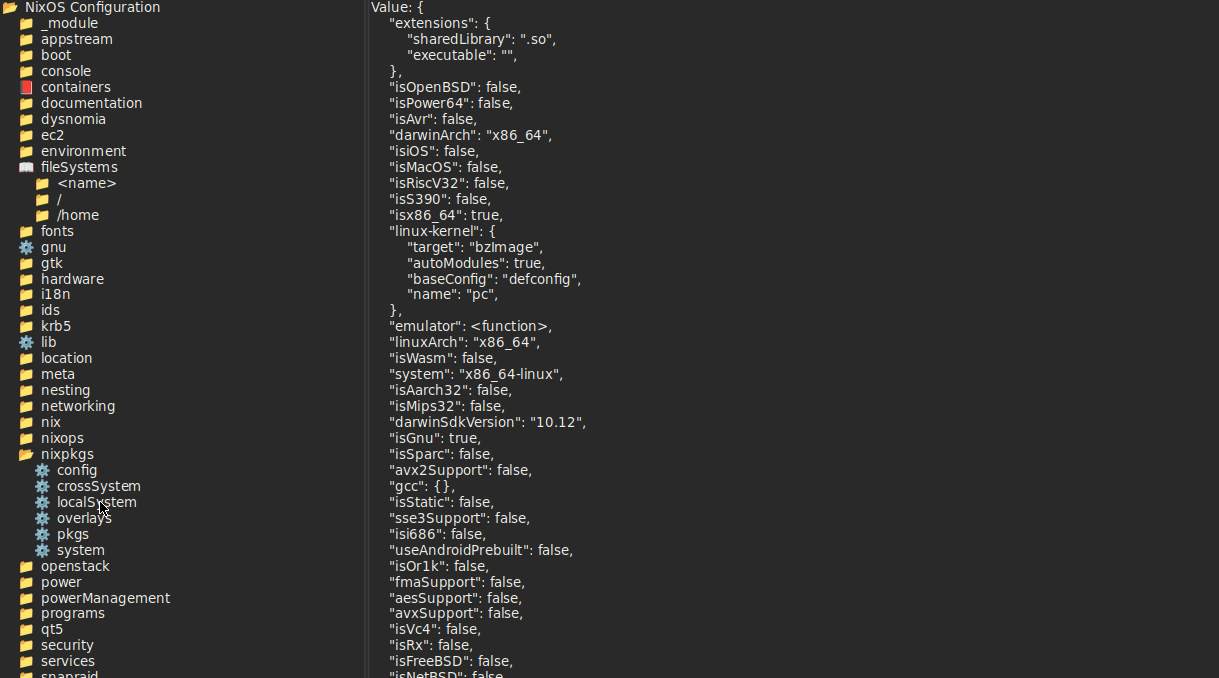 NixOS Configuration
_module
appstream
boot
console
containers
documentation
dysnomia
ec2
environment
fileSystems
<name>
/
/home
fonts
gnu
gtk
hardware
i18n
ids
krb5
lib
location
meta
nesting
networking
nix
nixops
nixpkgs
config
crossSystem
localSystem
overlays
pkgs
system
openstack
power
powerManagement
programs
qt5
security
services
snapraid
Value: {
"extensions": {
"sharedLibrary": ".so",
"executable": "",
},
"isOpenBSD": false,
"isPower64": false,
"isAvr": false,
"darwinArch": "x86_64",
"isiOS": false,
"isMacOS": false,
"isRiscV32": false,
"isS390": false,
"isx86_64": true,
"linux-kernel": {
"target": "bzImage",
"autoModules": true,
"baseConfig": "defconfig",
"name": "pc",
},
"emulator": <function>,
"linuxArch": "x86_64",
"isWasm": false,
"system": "x86_64-linux",
"isAarch32": false,
"isMips32": false,
"darwinSdkVersion": "10.12",
"isGnu": true,
"isSparc": false,
"avx2Support": false,
"gcc": {},
"isStatic": false,
"sse3Support": false,
"isi686": false,
"useAndroidPrebuilt": false,
"isOr1k": false,
"fmaSupport": false,
"aesSupport": false,
"avxSupport": false,
"isVc4": false,
"isRx": false,
"isFreeBSD": false,
"isNetBSD": false,